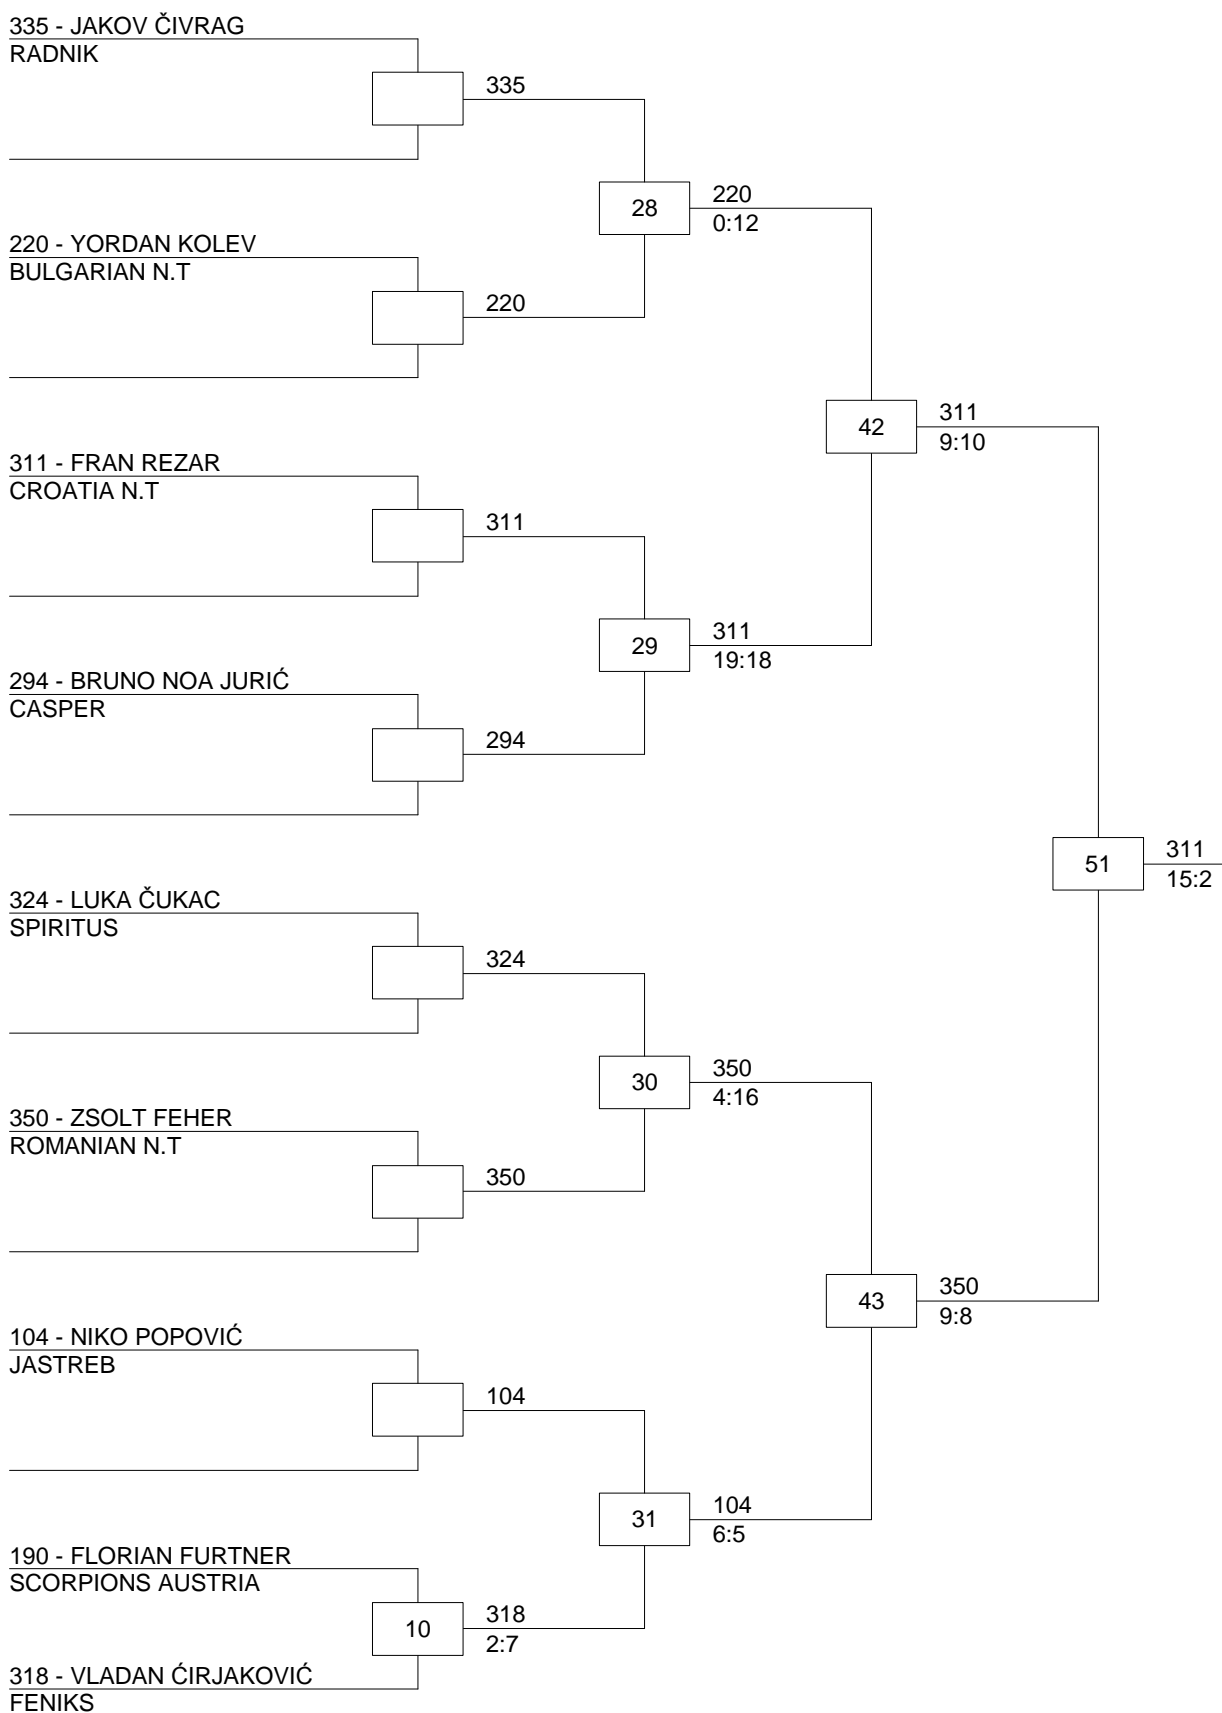 335 - JAKOV ČIVRAG
RADNIK
335
28
220
0:12
220 - YORDAN KOLEV
BULGARIAN N.T
220
42
311
9:10
311 - FRAN REZAR
CROATIA N.T
311
29
311
19:18
294 - BRUNO NOA JURIĆ
CASPER
294
51
311
15:2
324 - LUKA ČUKAC
SPIRITUS
324
30
350
4:16
350 - ZSOLT FEHER
ROMANIAN N.T
350
43
350
9:8
104 - NIKO POPOVIĆ
JASTREB
104
31
104
6:5
190 - FLORIAN FURTNER
SCORPIONS AUSTRIA
10
318
2:7
318 - VLADAN ĆIRJAKOVIĆ
FENIKS